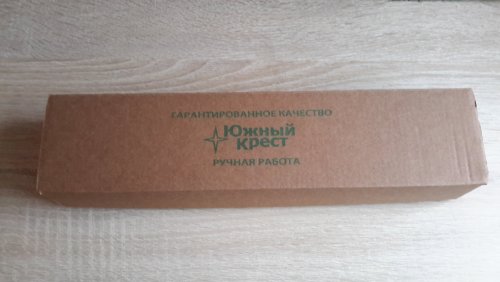 ГАРАНТИРОВАННОЕ КАЧЕСТВО
Южный
Крест
РУЧНАЯ РАБОТА